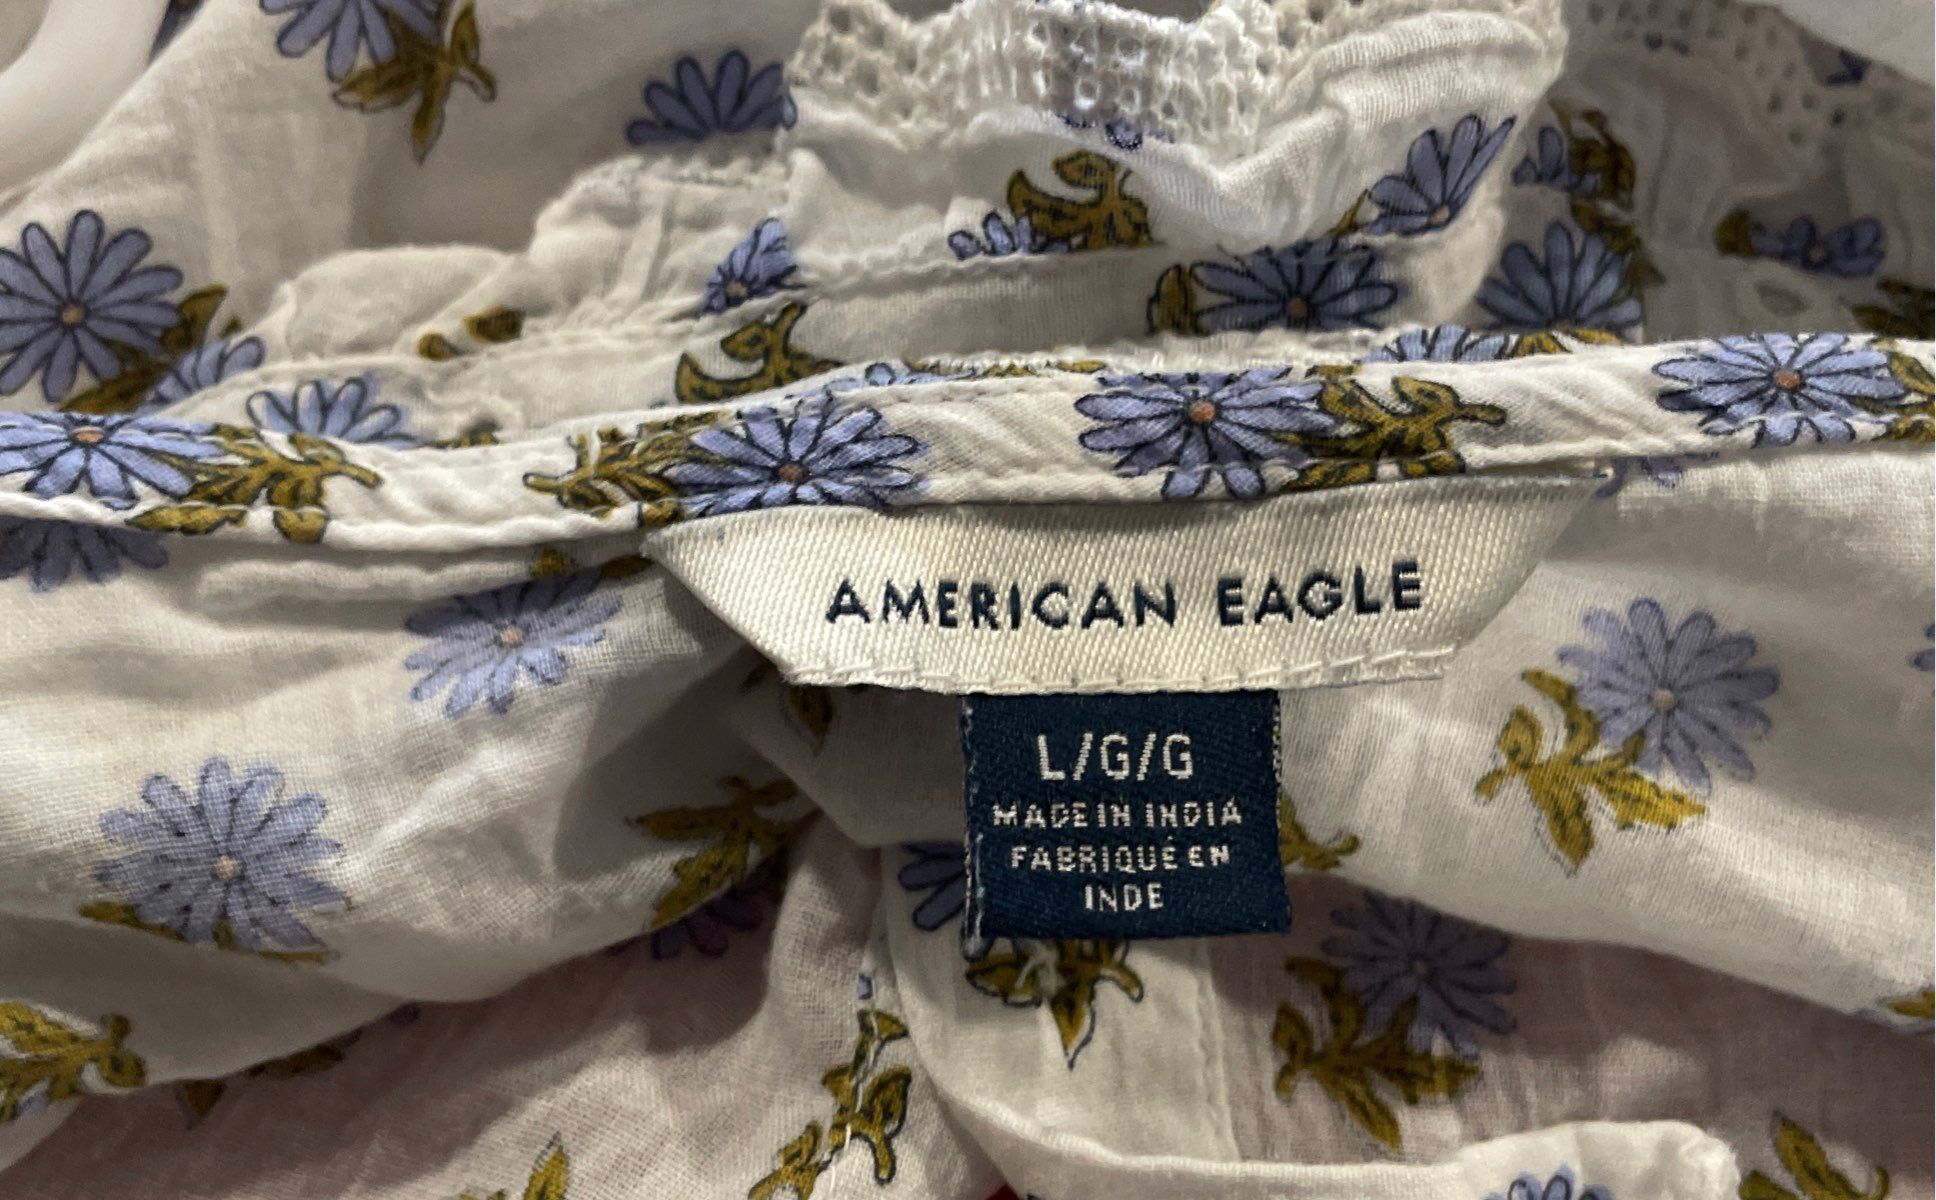 AMERICAN EAGLE
L/G/G
MADE IN INDIA
FABRIQUÉ EN
INDE